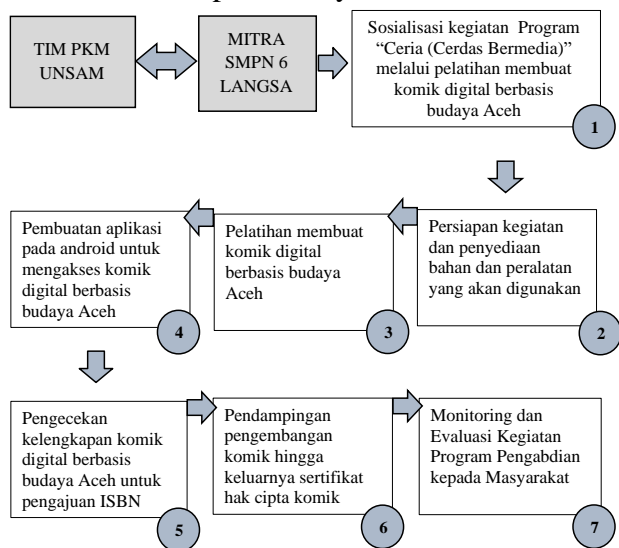 TIM PKM
UNSAM
MITRA
SMPN 6
LANGSA
Sosialisasi kegiatan Program
“Ceria (Cerdas Bermedia)”
melalui pelatihan membuat
komik digital berbasis
budaya Aceh
1
Persiapan kegiatan
dan penyediaan
bahan dan peralatan
yang akan digunakan
2
Pelatihan membuat
komik digital
berbasis budaya
Aceh
3
Pembuatan aplikasi
pada android untuk
mengakses komik
digital berbasis
budaya Aceh
4
Pengecekan
kelengkapan komik
digital berbasis
budaya Aceh untuk
pengajuan ISBN
5
Pendampingan
pengembangan
komik hingga
keluarnya sertifikat
hak cipta komik
6
Monitoring dan
Evaluasi Kegiatan
Program Pengabdian
kepada Masyarakat
7